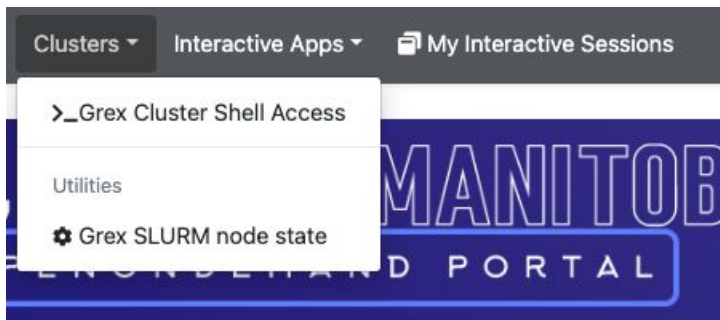 Clusters Interactive Apps My Interactive Sessions
>_Grex Cluster Shell Access
Utilities
Grex SLURM node state
MANITOB
D PORTAL